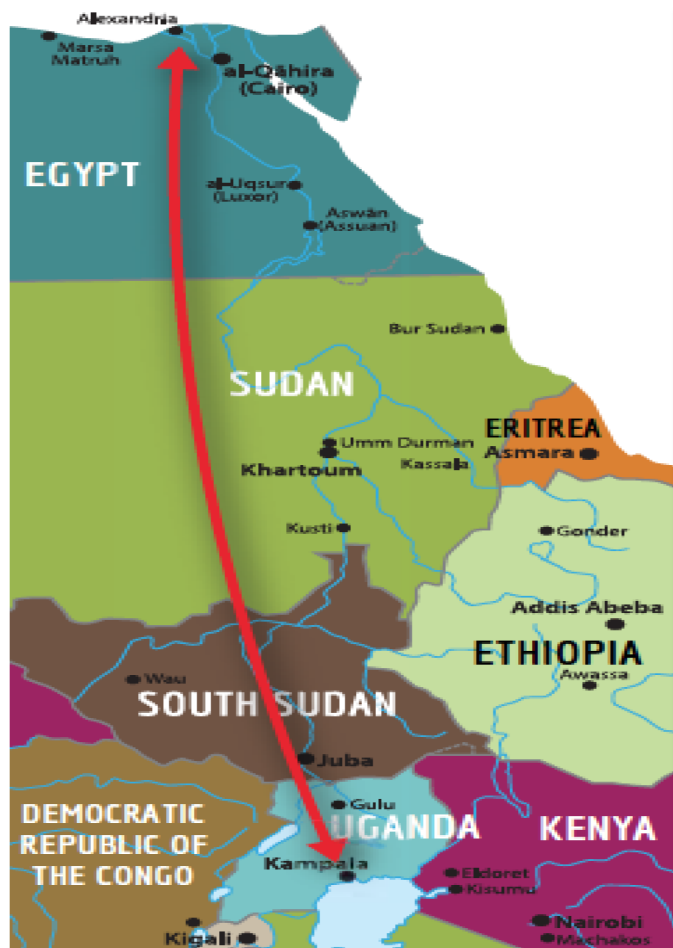 Alexandria
Marsa
Matruh
al-Qāhira
(Cairo)
EGYPT
al-Uqsur
(Luxor)
Aswān
(Assuan)
Bur Sudan
SUDAN
ERITREA
Umm Durman
Asmara
Khartoum
Kassala
Kusti
Gonder
Addis Abeba
ETHIOPIA
Awassa
Wau
SOUTH SUDAN
Juba
DEMOCRATIC
REPUBLIC OF
THE CONGO
Gulu
UGANDA
KENYA
Kampala
Eldoret
Kisumu
Nairobi
Kigali
Machakos